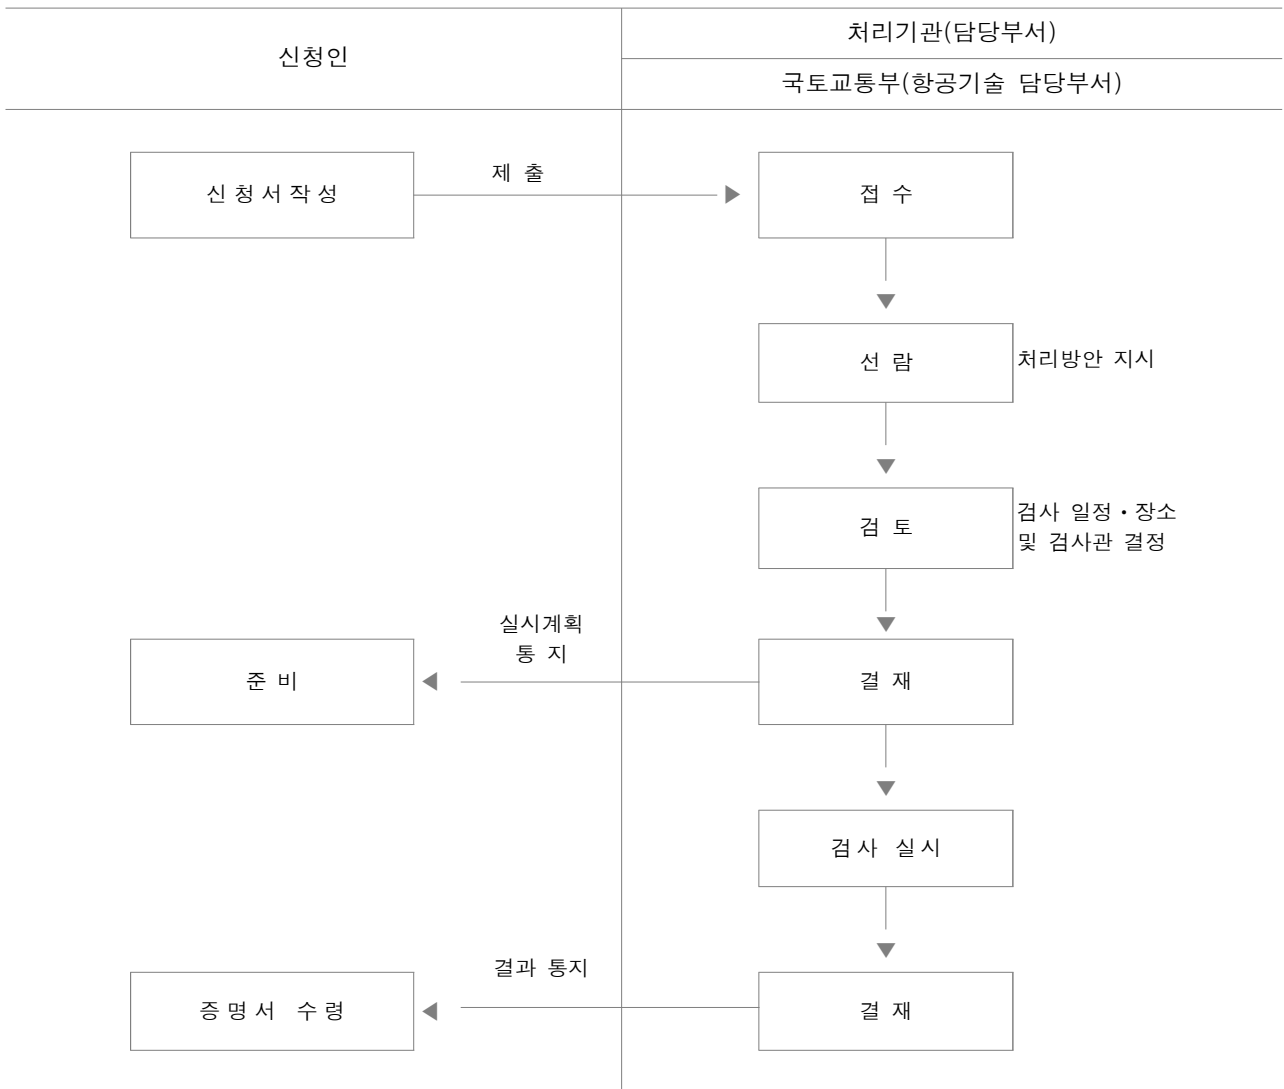 신청인
처리기관(담당부서)
국토교통부(항공기술 담당부서)
신청서작성
제 출
접 수
선 람
처리방안 지시
검 토
검사 일정·장소
및 검사관 결정
실시계획
통 지
준 비
결 재
검사 실시
결과 통지
증명서 수령
결 재